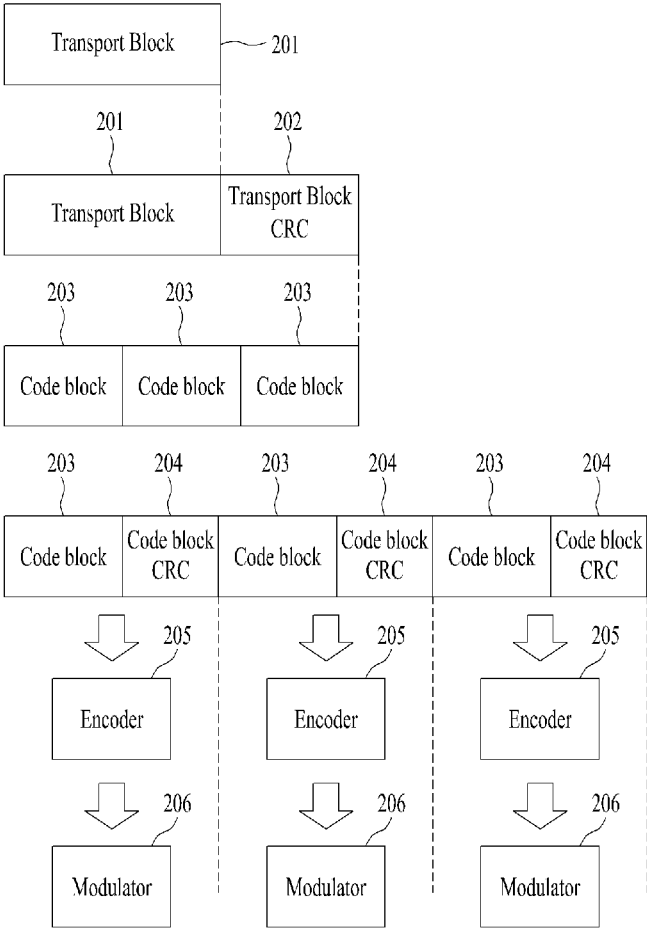 Transport Block
201
201
202
Transport Block
Transport Block
CRC
203
203
203
Code block
Code block
Code block
203
204
203
204
203
204
Code block
Code block
CRC
Code block
Code block
CRC
Code block
Code block
CRC
205
205
205
Encoder
Encoder
Encoder
206
206
206
Modulator
Modulator
Modulator